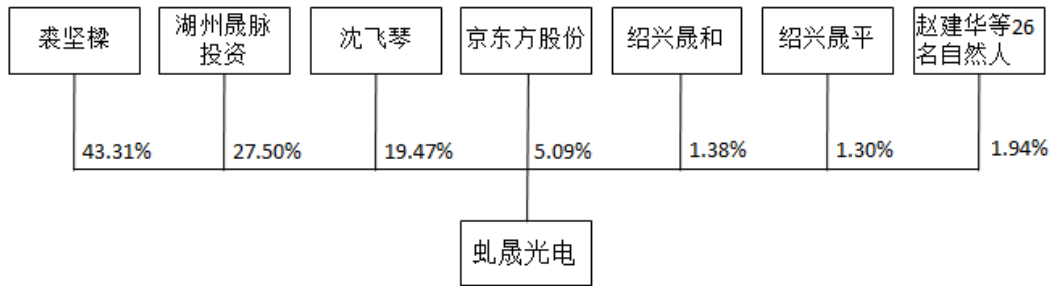 裘坚樑
湖州晟脉
投资
沈飞琴
京东方股份
绍兴晟和
绍兴晟平
赵建华等26
名自然人
43.31%
27.50%
19.47%
5.09%
1.38%
1.30%
1.94%
虬晟光电